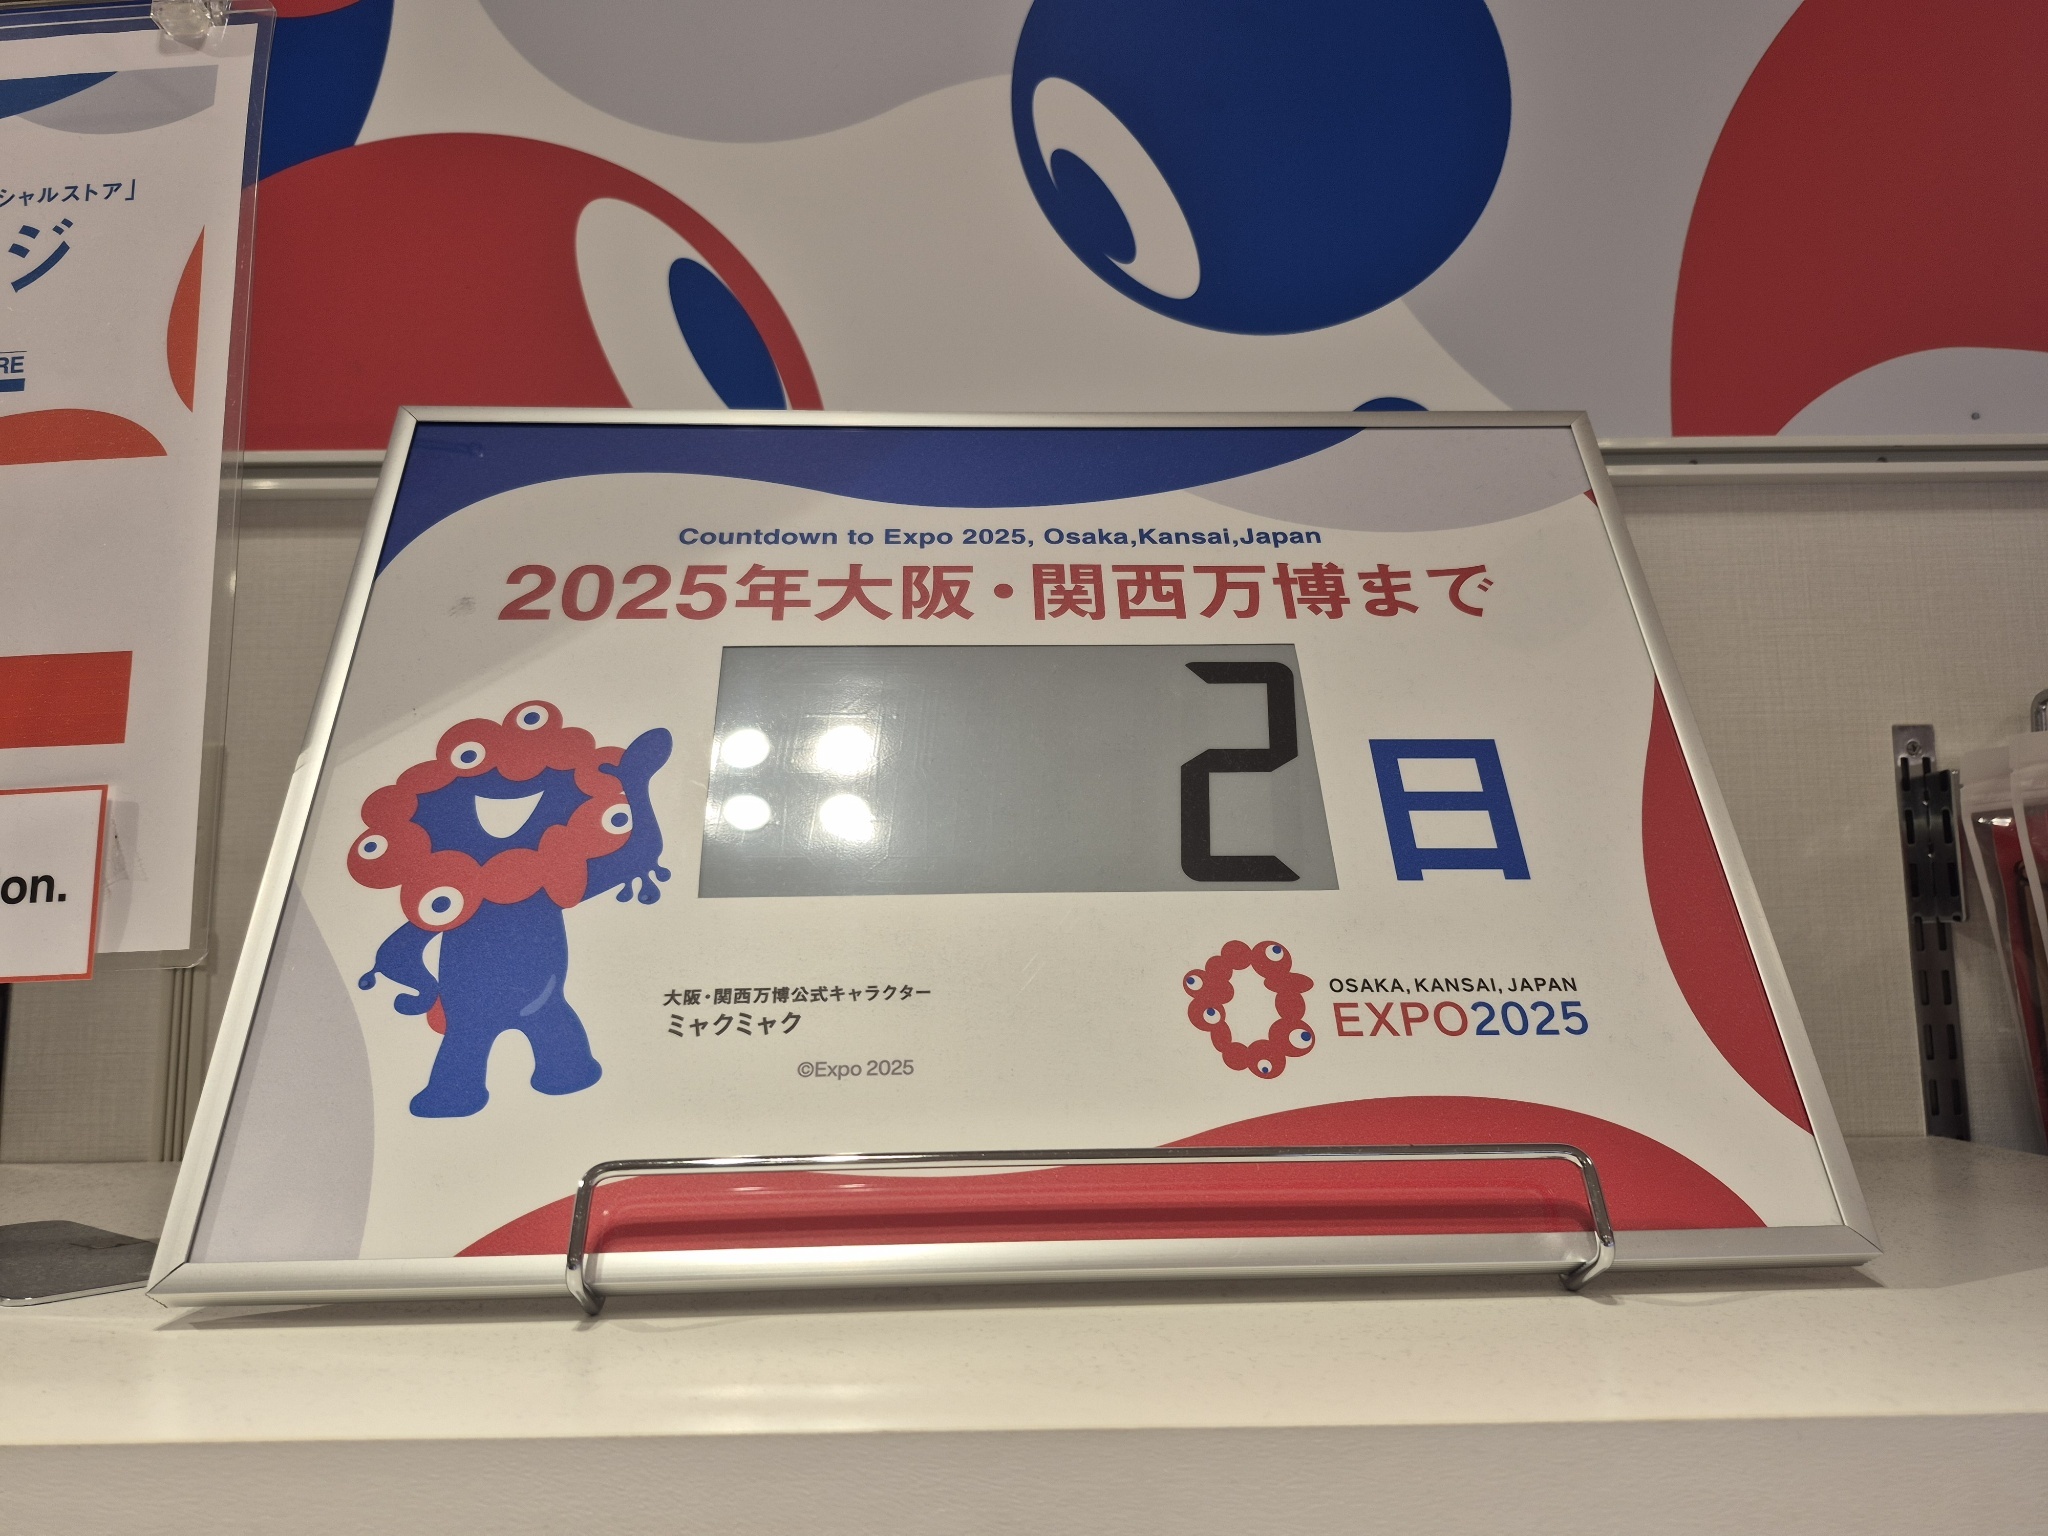 シャルストア」
ジ
RE
on.
Countdown to Expo 2025, Osaka,Kansai,Japan
2025年大阪・関西万博まで
2日
大阪・関西万博公式キャラクター
ミャクミャク
©Expo 2025
OSAKA, KANSAI, JAPAN
EXPO2025